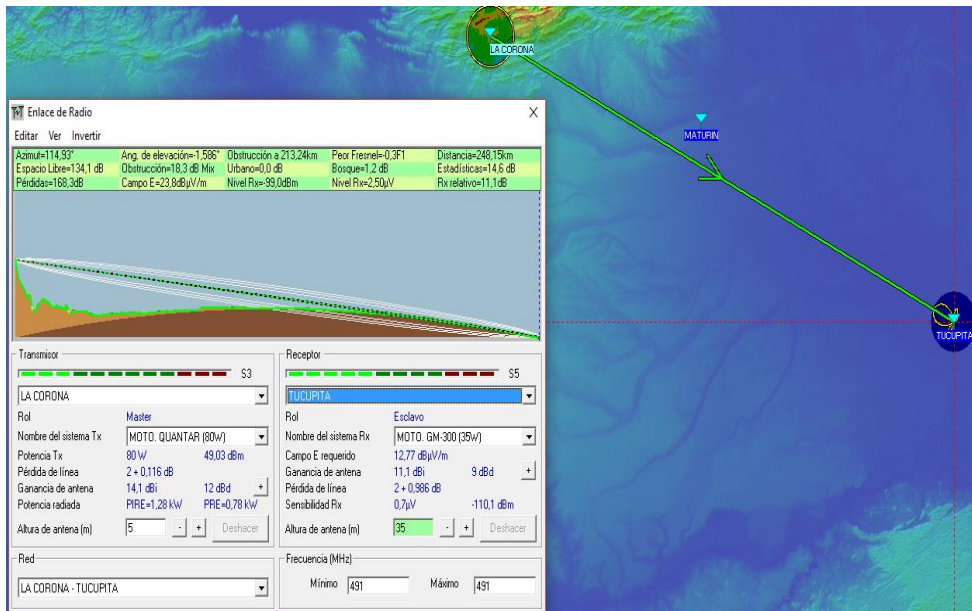 LA CORONA
MATURIN
TUCUPITA
Enlace de Radio X
Editar Ver Invertir
Azimut=114,93° Ang. de elevación=-1,586° Obstrucción a 213,24km Peor Fresnel=-0,3F1 Distancia=248,15km
Espacio Libre=134,1 dB Obstrucción=18,3 dB Mix Urbano=0,0 dB Bosque=1,2 dB Estadísticas=14,6 dB
Pérdidas=168,3dB Campo E=23,8dBµV/m Nivel Rx=-99,0dBm Nivel Rx=2,50µV Rx relativo=11,1dB
Transmisor
S3
LA CORONA
Rol Master
Nombre del sistema Tx MOTO. QUANTAR (80w)
Potencia Tx 80 W 49,03 dBm
Pérdida de línea 2 + 0,116 dB
Ganancia de antena 14,1 dBi 12 dBd +
Potencia radiada PIRE=1,28 kW PRE=0,78 kW
Altura de antena (m) 5 - + Deshacer
Receptor
S5
TUCUPITA
Rol Esclavo
Nombre del sistema Rx MOTO. GM-300 (35W)
Campo E requerido 12,77 dBµV/m
Ganancia de antena 11,1 dBi 9 dBd +
Pérdida de línea 2 + 0,986 dB
Sensibilidad Rx 0,7µV -110,1 dBm
Altura de antena (m) 35 - + Deshacer
Red
LA CORONA - TUCUPITA
Frecuencia (MHz)
Mínimo 491 Máximo 491